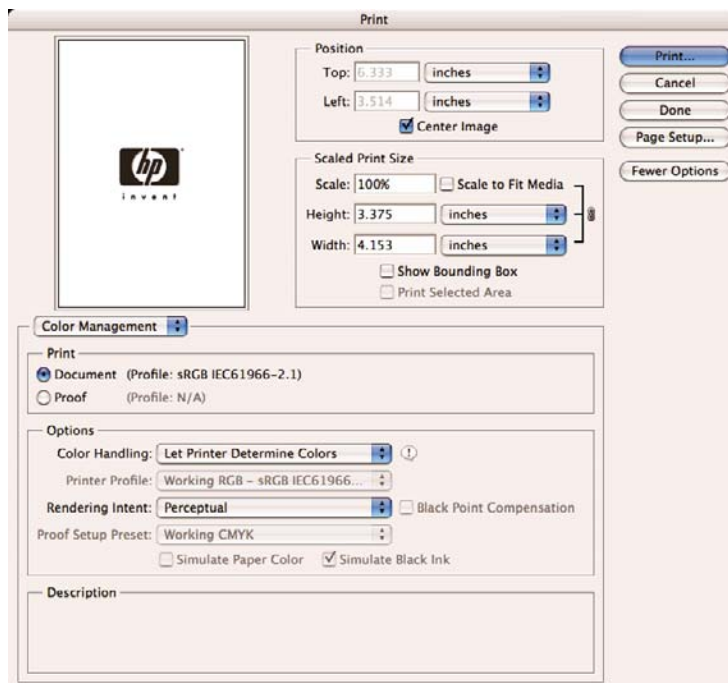 Print
Position
Top: 6.333 inches
Left: 3.514 inches
Center Image
Print...
Cancel
Done
Page Setup...
Fewer Options
hp
invent
Scaled Print Size
Scale: 100% Scale to Fit Media
Height: 3.375 inches
Width: 4.153 inches
Show Bounding Box
Print Selected Area
Color Management
Print
Document (Profile: sRGB IEC61966-2.1)
Proof (Profile: N/A)
Options
Color Handling: Let Printer Determine Colors
Printer Profile: Working RGB – sRGB IEC61966...
Rendering Intent: Perceptual Black Point Compensation
Proof Setup Preset: Working CMYK
Simulate Paper Color Simulate Black Ink
Description